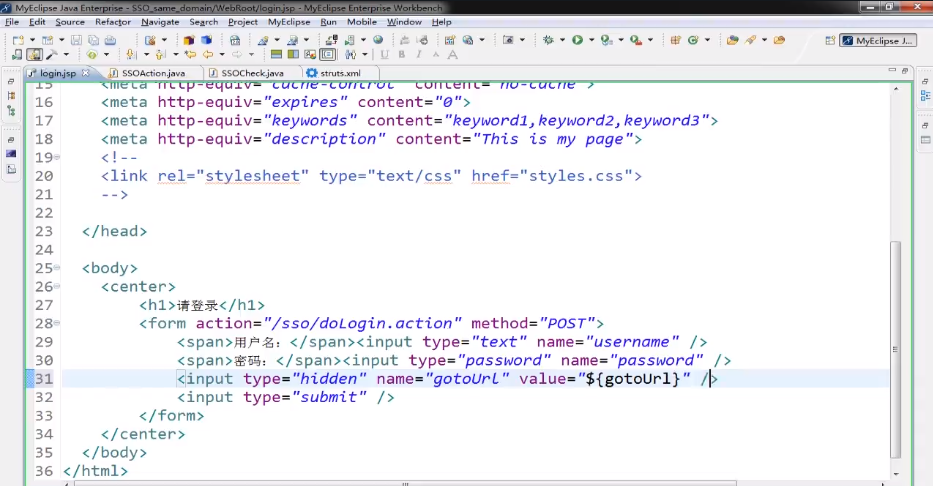 MyEclipse Java Enterprise - SSO_same_domain/WebRoot/login.jsp - MyEclipse Enterprise Workbench
File Edit Source Refactor Navigate Search Project MyEclipse Run Mobile Window Help
MyEclipse J...
login.jsp SSOAction.java SSOCheck.java struts.xml
15 <meta http-equiv="cache-control" content="no-cache">
16 <meta http-equiv="expires" content="0">
17 <meta http-equiv="keywords" content="keyword1,keyword2,keyword3">
18 <meta http-equiv="description" content="This is my page">
19 <!--
20 <link rel="stylesheet" type="text/css" href="styles.css">
21 -->
22
23 </head>
24
25 <body>
26 <center>
27 <h1>请登录</h1>
28 <form action="/sso/doLogin.action" method="POST">
29 <span>用户名：</span><input type="text" name="username" />
30 <span>密码：</span><input type="password" name="password" />
31 <input type="hidden" name="gotoUrl" value="${gotoUrl}" />
32 <input type="submit" />
33 </form>
34 </center>
35 </body>
36 </html>